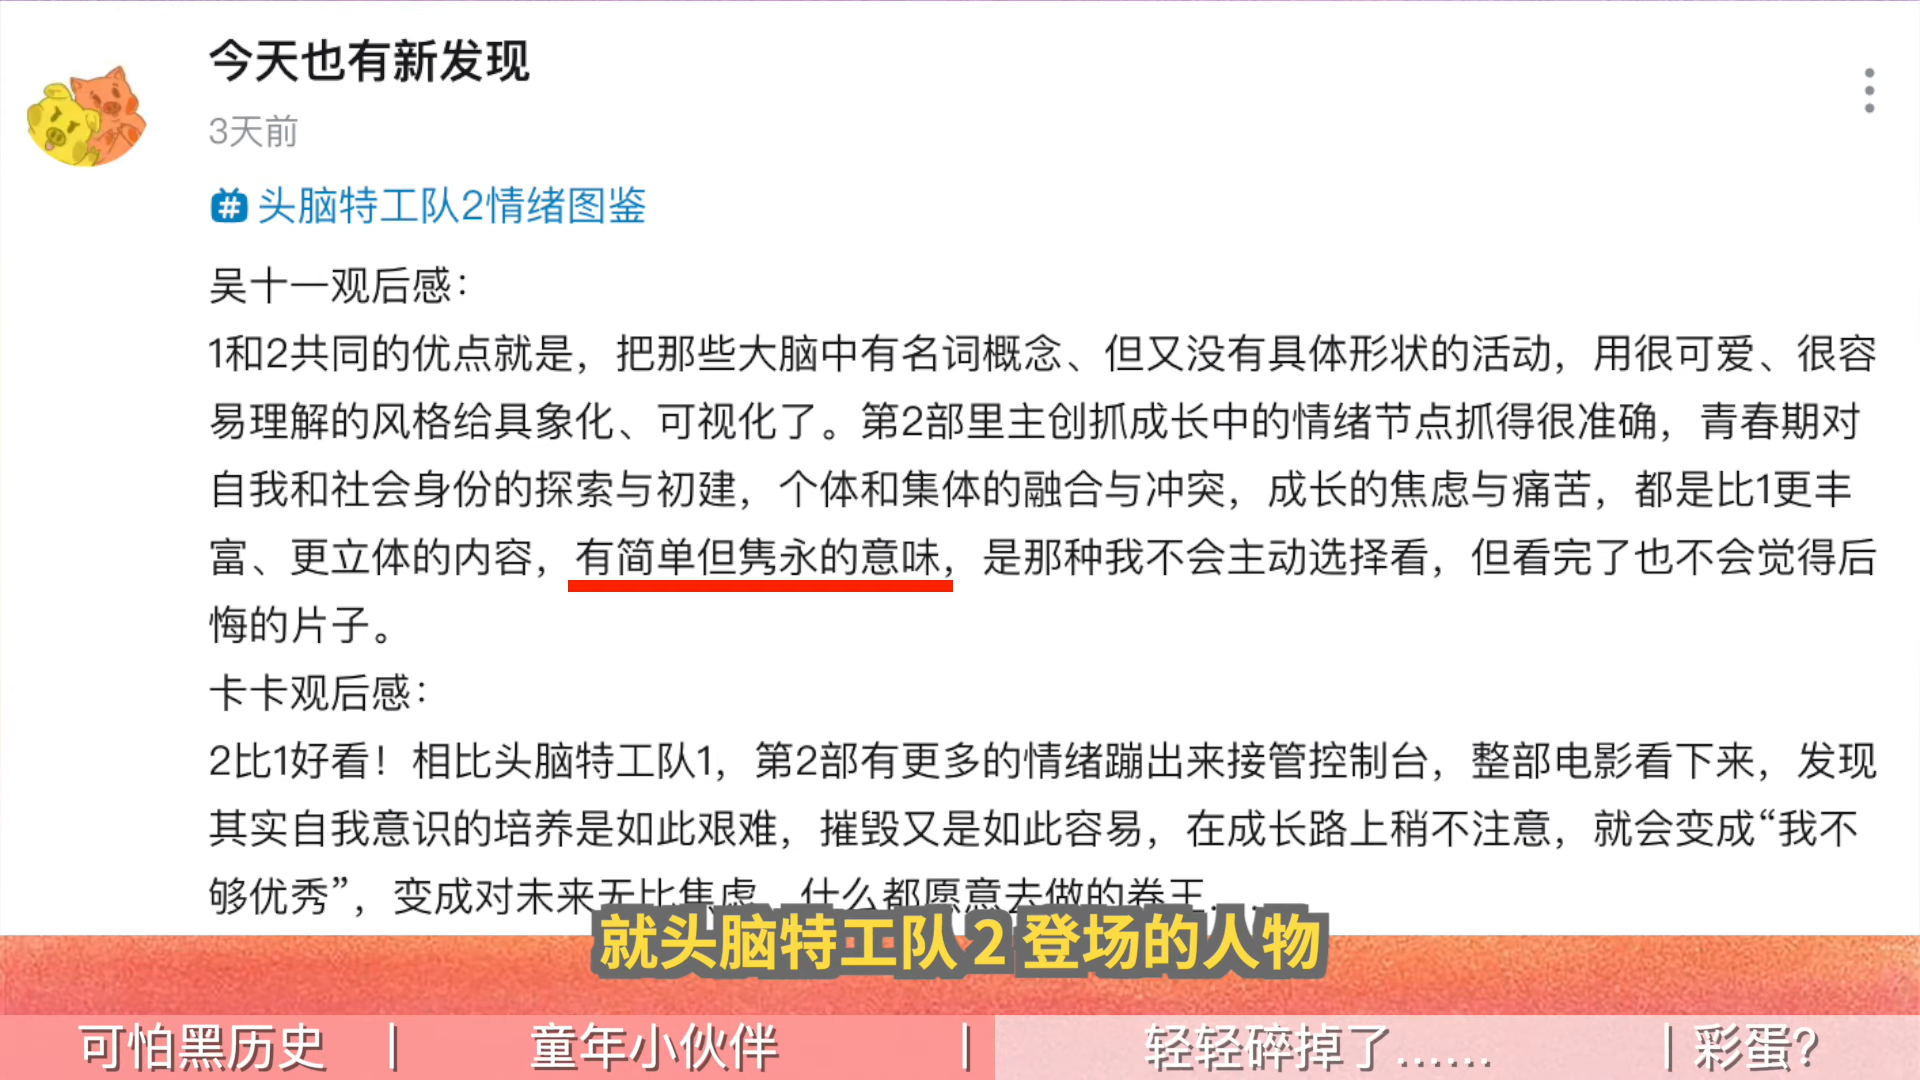 今天也有新发现
3天前
#头脑特工队2情绪图鉴
吴十一观后感：
1和2共同的优点就是，把那些大脑中有名词概念、但又没有具体形状的活动，用很可爱、很容
易理解的风格给具象化、可视化了。第2部里主创抓成长中的情绪节点抓得很准确，青春期对
自我和社会身份的探索与初建，个体和集体的融合与冲突，成长的焦虑与痛苦，都是比1更丰
富、更立体的内容，有简单但隽永的意味，是那种我不会主动选择看，但看完了也不会觉得后
悔的片子。
卡卡观后感：
2比1好看！相比头脑特工队1，第2部有更多的情绪蹦出来接管控制台，整部电影看下来，发现
其实自我意识的培养是如此艰难，摧毁又是如此容易，在成长路上稍不注意，就会变成“我不
够优秀”，变成对未来无比焦虑、什么都愿意去做的卷王...
就头脑特工队2登场的人物
可怕黑历史 | 童年小伙伴 | 轻轻碎掉了…… | 彩蛋？